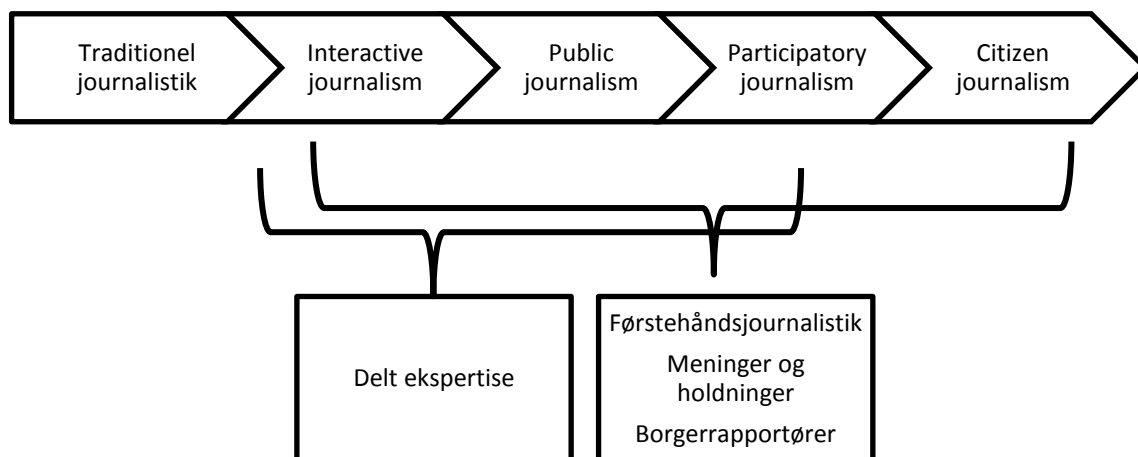 Traditionel
journalistik
Interactive
journalism
Public
journalism
Participatory
journalism
Citizen
journalism
Delt ekspertise
Førstehåndsjournalistik
Meninger og
holdninger
Borgerrapportører